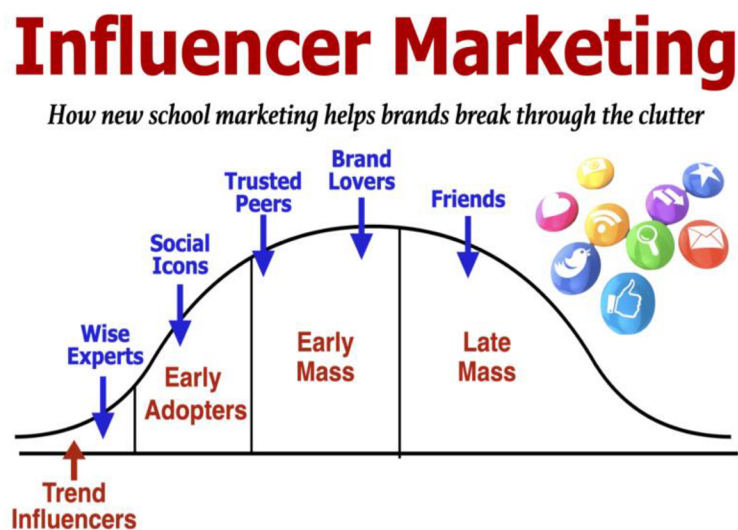 Influencer Marketing
How new school marketing helps brands break through the clutter
Brand
Lovers
Trusted
Peers
Friends
Social
Icons
Wise
Experts
Early
Adopters
Early
Mass
Late
Mass
Trend
Influencers